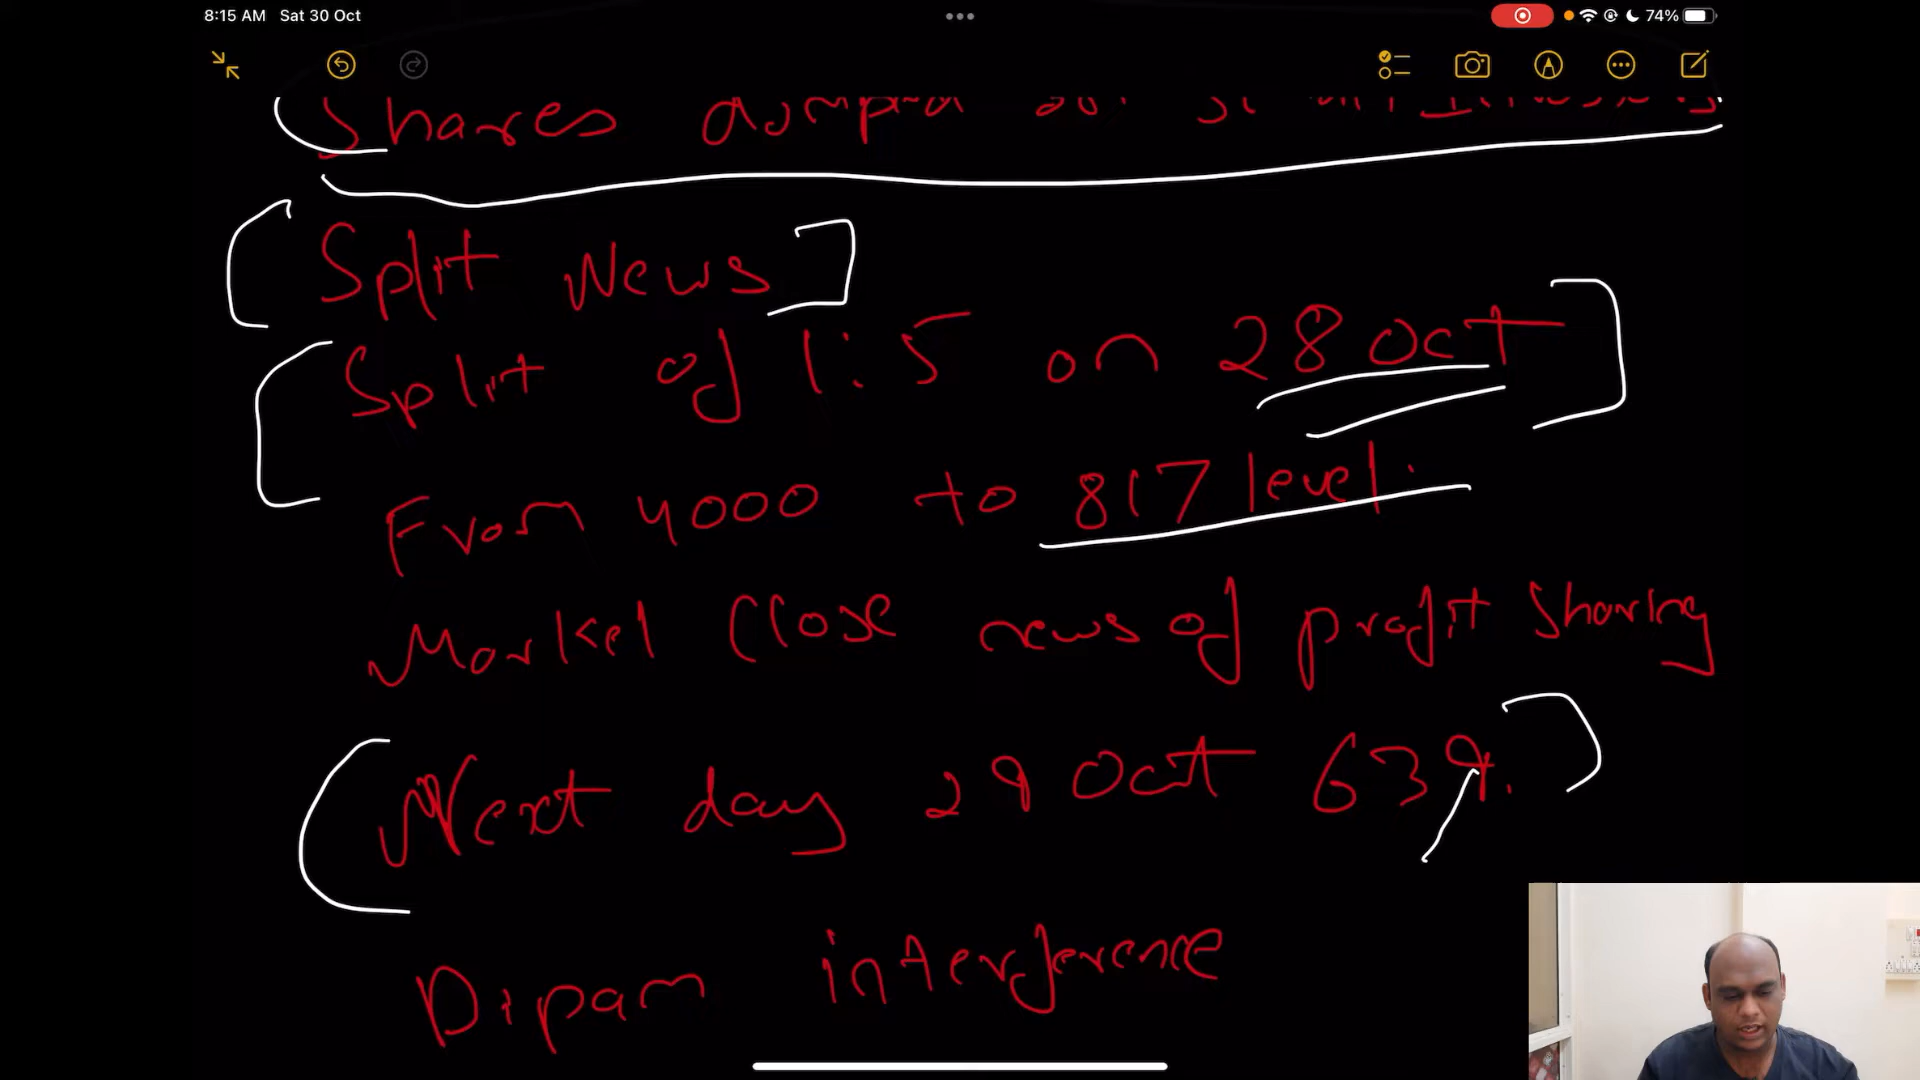 8:15 AM Sat 30 Oct
74%
Shares dumped
Split News
Split of 1:5 on 28 Oct
From 4000 to 817 level.
Market Close news of profit Sharing
Next day 29 Oct
Dipam interference